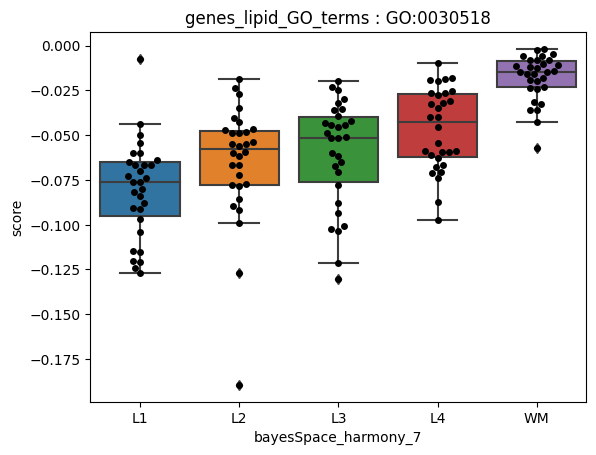 genes_lipid_GO_terms : GO:0030518
0.000
−0.025
−0.050
−0.075
−0.100
−0.125
−0.150
−0.175
score
L1 L2 L3 L4 WM
bayesSpace_harmony_7